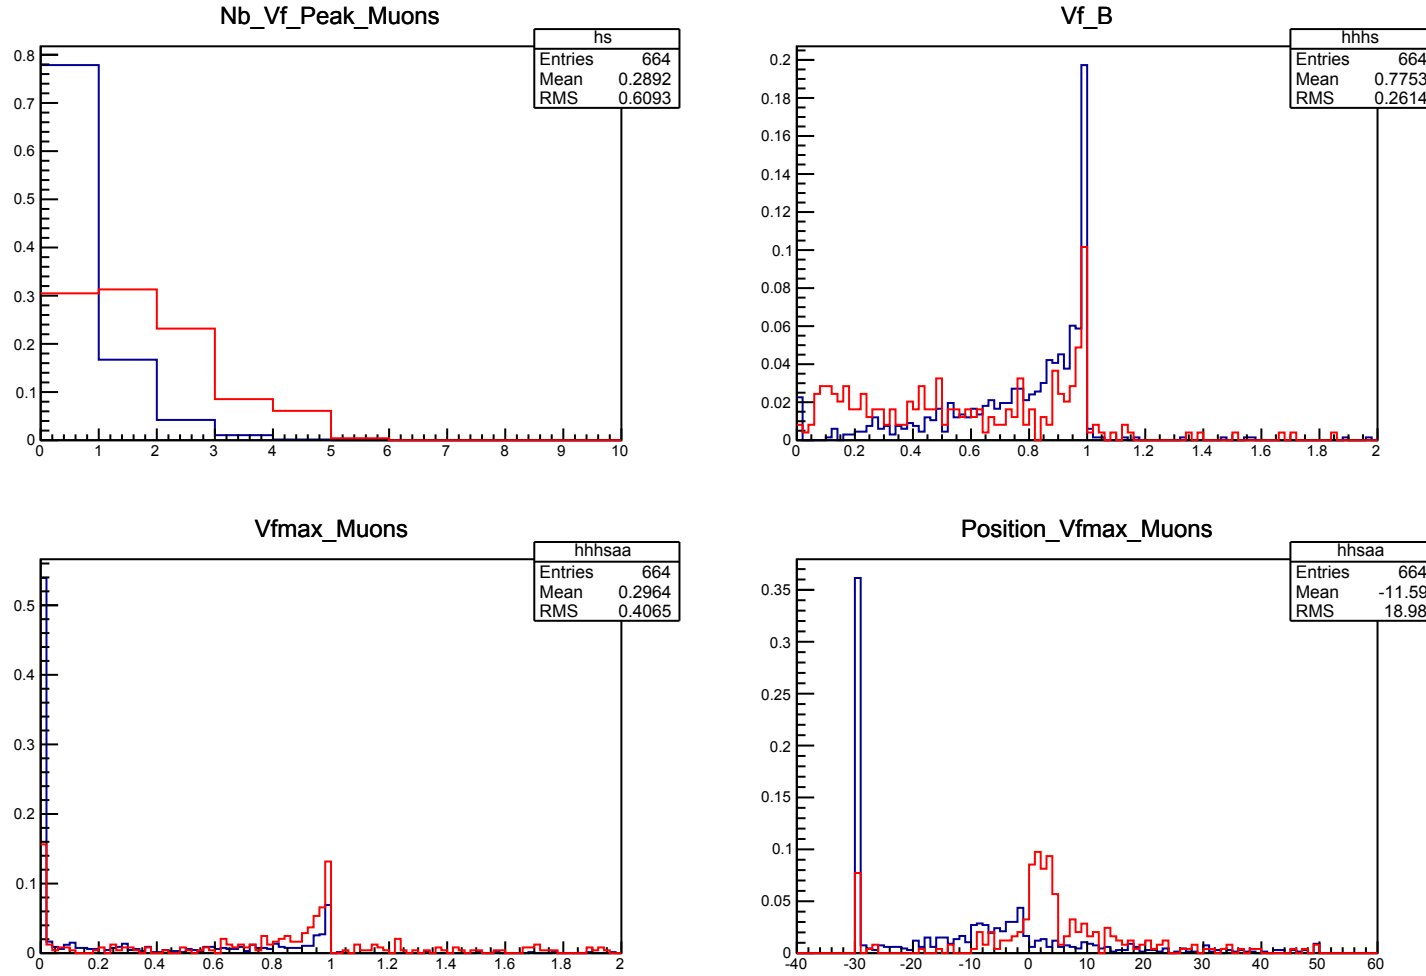 Nb_Vf_Peak_Muons
hs
Entries 664
Mean 0.2892
RMS 0.6093
0.8
0.7
0.6
0.5
0.4
0.3
0.2
0.1
0
0 1 2 3 4 5 6 7 8 9 10
Vf_B
hhhs
Entries 664
Mean 0.7753
RMS 0.2614
0.2
0.18
0.16
0.14
0.12
0.1
0.08
0.06
0.04
0.02
0
0 0.2 0.4 0.6 0.8 1 1.2 1.4 1.6 1.8 2
Vfmax_Muons
hhhsaa
Entries 664
Mean 0.2964
RMS 0.4065
0.5
0.4
0.3
0.2
0.1
0
0 0.2 0.4 0.6 0.8 1 1.2 1.4 1.6 1.8 2
Position_Vfmax_Muons
hhsaa
Entries 664
Mean -11.59
RMS 18.98
0.35
0.3
0.25
0.2
0.15
0.1
0.05
0
-40 -30 -20 -10 0 10 20 30 40 50 60